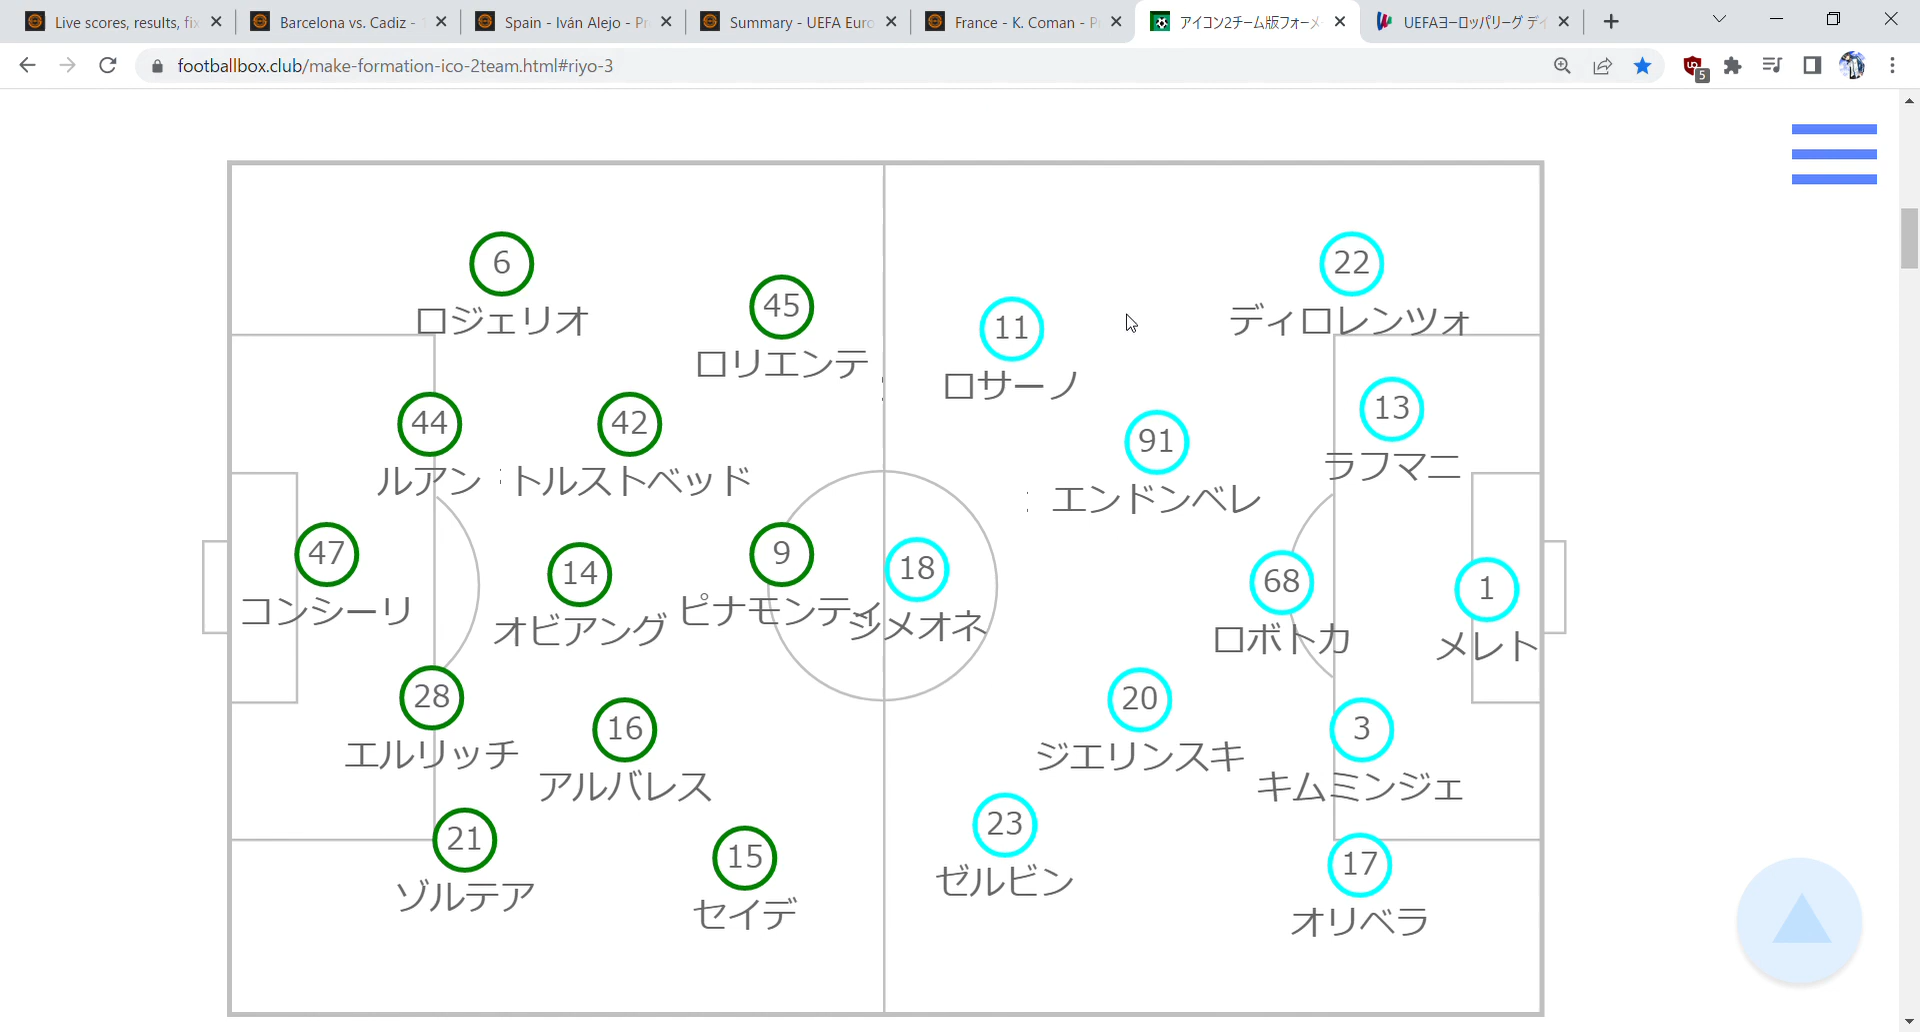 Live scores, results, fix
Barcelona vs. Cadiz -
Spain - Iván Alejo - Pr
Summary - UEFA Euro
France - K. Coman - P
アイコン2チーム版フォーメ
UEFAヨーロッパリーグ デ
footballbox.club/make-formation-ico-2team.html#riyo-3
5
6
ロジェリオ
45
ロリエンテ
11
ロサーノ
22
ディロレンツォ
44
ルアン
42
トルストベッド
91
エンドンベレ
13
ラフマニ
47
コンシーリ
14
オビアング
9
ピナモンティ
18
シメオネ
68
ロボトカ
1
メレト
28
エルリッチ
16
アルバレス
20
ジエリンスキ
3
キムミンジェ
21
ゾルテア
15
セイデ
23
ゼルビン
17
オリベラ